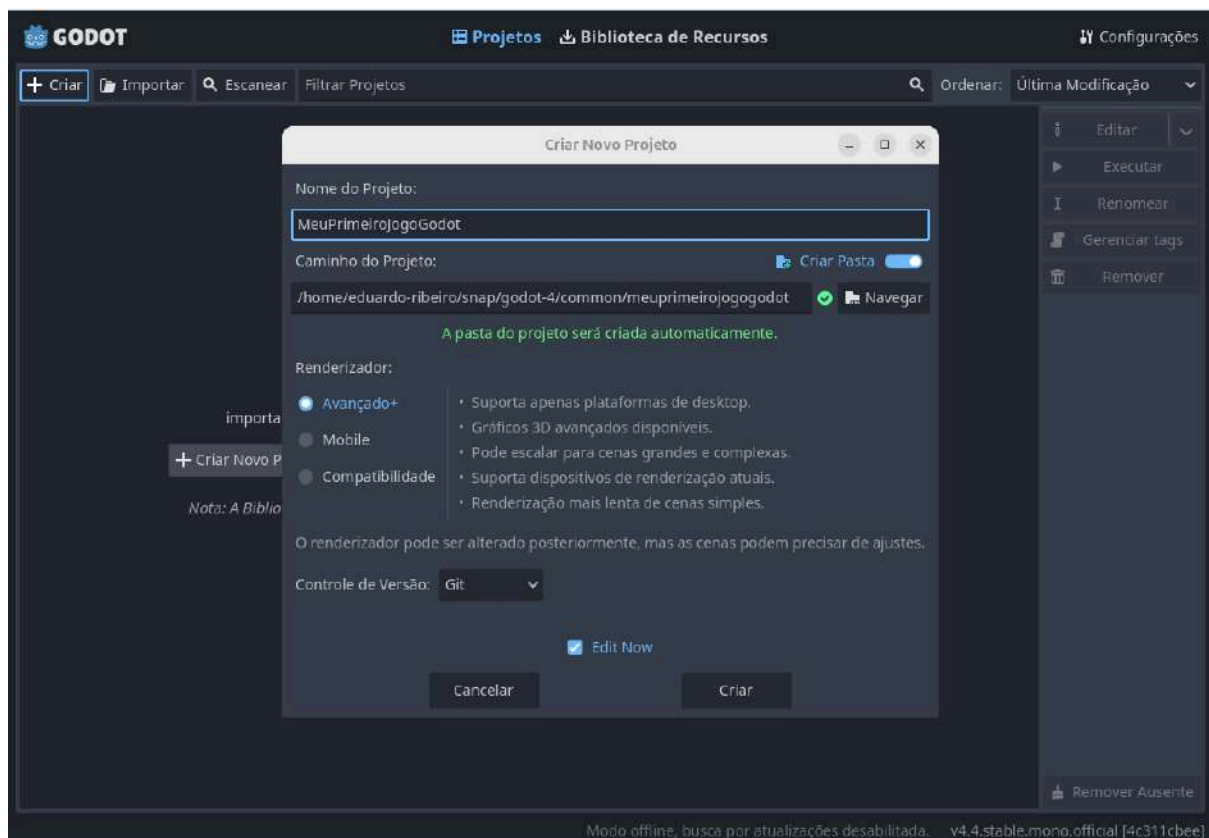 GODOT
Projetos
Biblioteca de Recursos
Configurações
+ Criar
Importar
Escanear
Filtrar Projetos
Ordenar:
Última Modificação
Criar Novo Projeto
Nome do Projeto:
MeuPrimeiroJogoGodot
Caminho do Projeto:
Criar Pasta
/home/eduardo-ribeiro/snap/godot-4/common/meuprimeirojogogodot
Navegar
A pasta do projeto será criada automaticamente.
Renderizador:
Avançado+
Mobile
Compatibilidade
• Suporta apenas plataformas de desktop.
• Gráficos 3D avançados disponíveis.
• Pode escalar para cenas grandes e complexas.
• Suporta dispositivos de renderização atuais.
• Renderização mais lenta de cenas simples.
O renderizador pode ser alterado posteriormente, mas as cenas podem precisar de ajustes.
Controle de Versão: Git
Edit Now
Cancelar
Criar
importa
+ Criar Novo P
Nota: A Biblio
Editar
Executar
Renomear
Gerenciar tags
Remover
Remover Ausente
Modo offline, busca por atualizações desabilitada.
v4.4.stable.mono.official [4c311cbee]